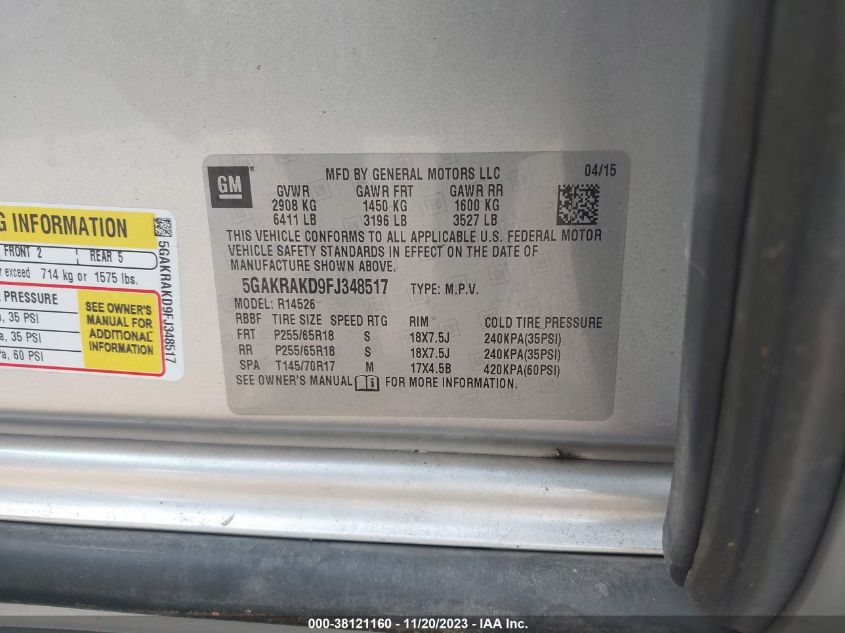 GM
MFD BY GENERAL MOTORS LLC 04/15
GVWR GAWR FRT GAWR RR
2908 KG 1450 KG 1600 KG
6411 LB 3196 LB 3527 LB
THIS VEHICLE CONFORMS TO ALL APPLICABLE U.S. FEDERAL MOTOR
VEHICLE SAFETY STANDARDS IN EFFECT ON THE DATE OF
MANUFACTURE SHOWN ABOVE.
5GAKRAKD9FJ348517 TYPE: M.P.V.
MODEL: R14526
RBBF TIRE SIZE SPEED RTG RIM COLD TIRE PRESSURE
FRT P255/65R18 S 18X7.5J 240KPA(35PSI)
RR P255/65R18 S 18X7.5J 240KPA(35PSI)
SPA T145/70R17 M 17X4.5B 420KPA(60PSI)
SEE OWNER'S MANUAL FOR MORE INFORMATION.
G INFORMATION
FRONT 2 REAR 5
exceed 714 kg or 1575 lbs.
PRESSURE
a, 35 PSI
a, 35 PSI
a, 60 PSI
SEE OWNER'S
MANUAL FOR
ADDITIONAL
INFORMATION
5GAKRAKD9FJ348517
000-38121160 - 11/20/2023 - IAAI.COM